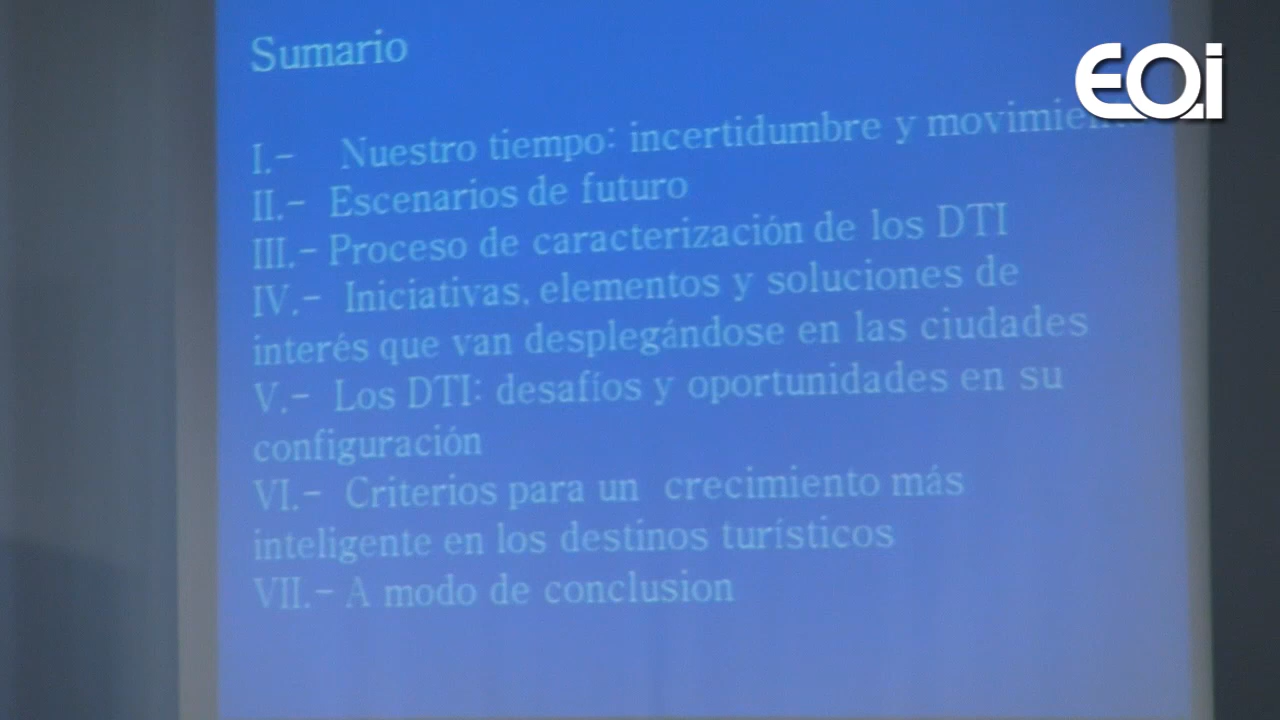 Sumario
EOi
I.- Nuestro tiempo: incertidumbre y movimiento
II.- Escenarios de futuro
III.- Proceso de caracterización de los DTI
IV.- Iniciativas, elementos y soluciones de
interés que van desplegándose en las ciudades
V.- Los DTI: desafíos y oportunidades en su
configuración
VI.- Criterios para un crecimiento más
inteligente en los destinos turísticos
VII.- A modo de conclusion